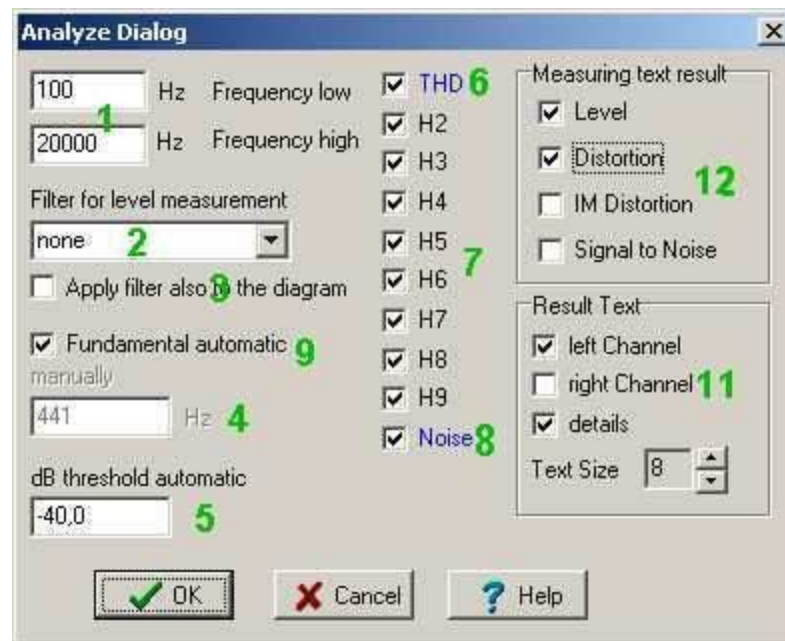 Analyze Dialog
100 Hz Frequency low
1
20000 Hz Frequency high
Filter for level measurement
none 2
Apply filter also to the diagram
3
Fundamental automatic 9
manually
441 Hz 4
dB threshold automatic
-40,0 5
THD 6
H2
H3
H4
H5
7
H6
H7
H8
H9
Noise 8
Measuring text result
Level
Distortion
12
IM Distortion
Signal to Noise
Result Text
left Channel
right Channel 11
details
Text Size 8
OK Cancel ? Help